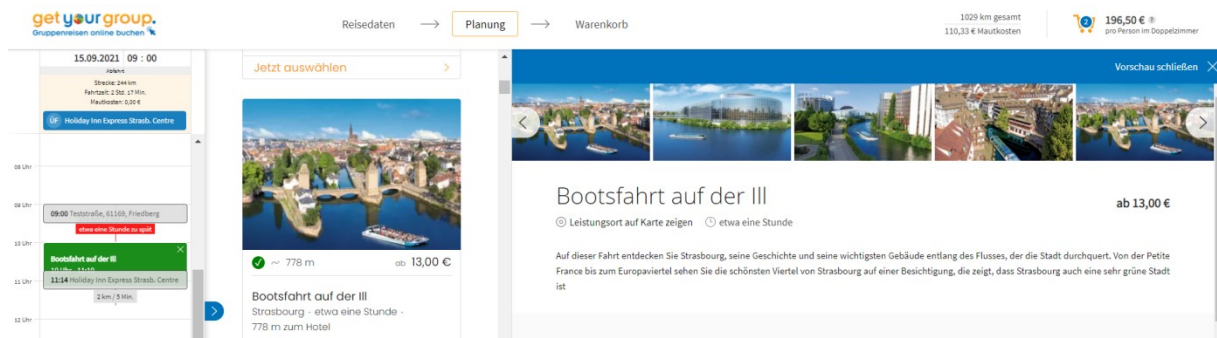 get your group.
Gruppenreisen online buchen
Reisedaten
Planung
Warenkorb
1029 km gesamt
110,33 € Mautkosten
2
196,50 €
pro Person im Doppelzimmer
15.09.2021 09 : 00
Abfahrt
Strecke: 244 km
Fahrtzeit: 2 Std. 17 Min.
Mautkosten: 0,00 €
ÜF Holiday Inn Express Strasb. Centre
08 Uhr
09 Uhr
09:00 Teststraße, 61169, Friedberg
etwa eine Stunde zu spät
10 Uhr
Bootsfahrt auf der Ill
10 Uhr - 11:10
11 Uhr
11:14 Holiday Inn Express Strasb. Centre
2 km / 5 Min.
12 Uhr
Jetzt auswählen
~ 778 m
ab 13,00 €
Bootsfahrt auf der Ill
Strasbourg - etwa eine Stunde -
778 m zum Hotel
Vorschau schließen
Bootsfahrt auf der Ill
ab 13,00 €
Leistungsort auf Karte zeigen
etwa eine Stunde
Auf dieser Fahrt entdecken Sie Strasbourg, seine Geschichte und seine wichtigsten Gebäude entlang des Flusses, der die Stadt durchquert. Von der Petite
France bis zum Europaviertel sehen Sie die schönsten Viertel von Strasbourg auf einer Besichtigung, die zeigt, dass Strasbourg auch eine sehr grüne Stadt
ist